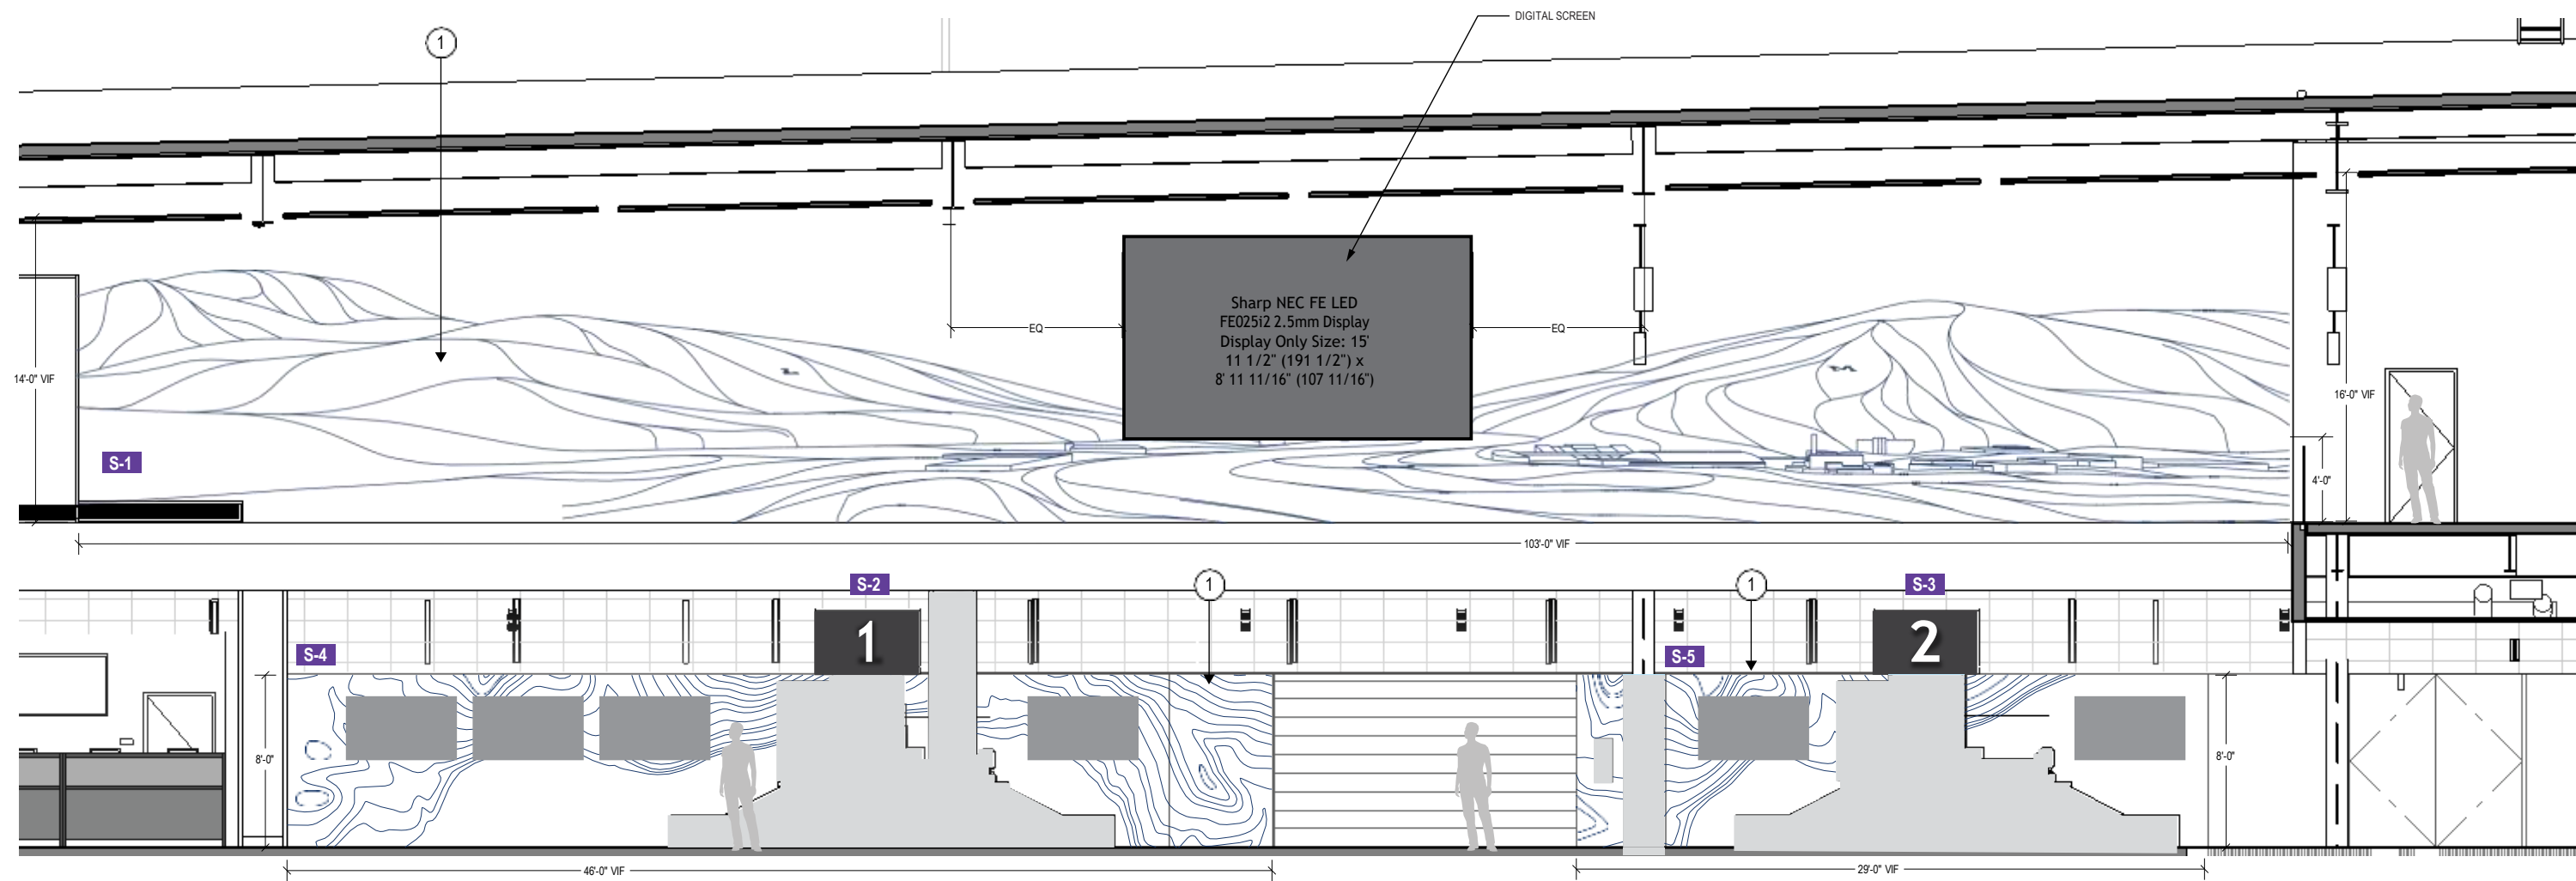 DIGITAL SCREEN
1
Sharp NEC FE LED
FE025i2 2.5mm Display
Display Only Size: 15'
11 1/2" (191 1/2") x
8' 11 11/16" (107 11/16")
EQ
EQ
14'-0" VIF
16'-0" VIF
4'-0"
S-1
103'-0" VIF
S-2
1
1
S-3
1
2
S-4
S-5
8'-0"
8'-0"
46'-0" VIF
29'-0" VIF